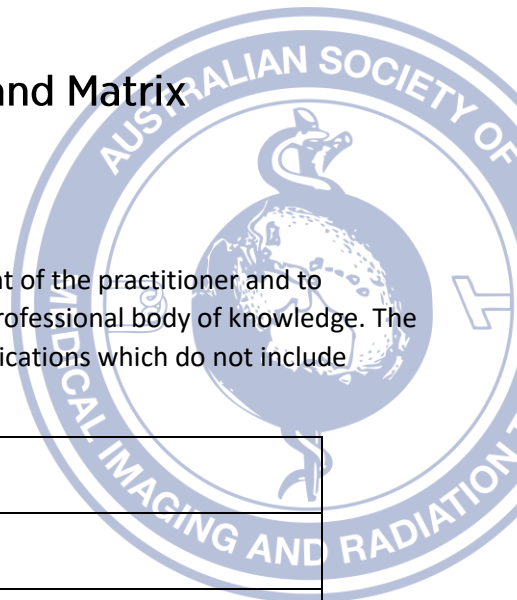 and Matrix
AUSTRALIAN SOCIETY OF
nt of the practitioner and to
rofessional body of knowledge. The
ications which do not include
MEDICAL IMAGING AND RADIATION